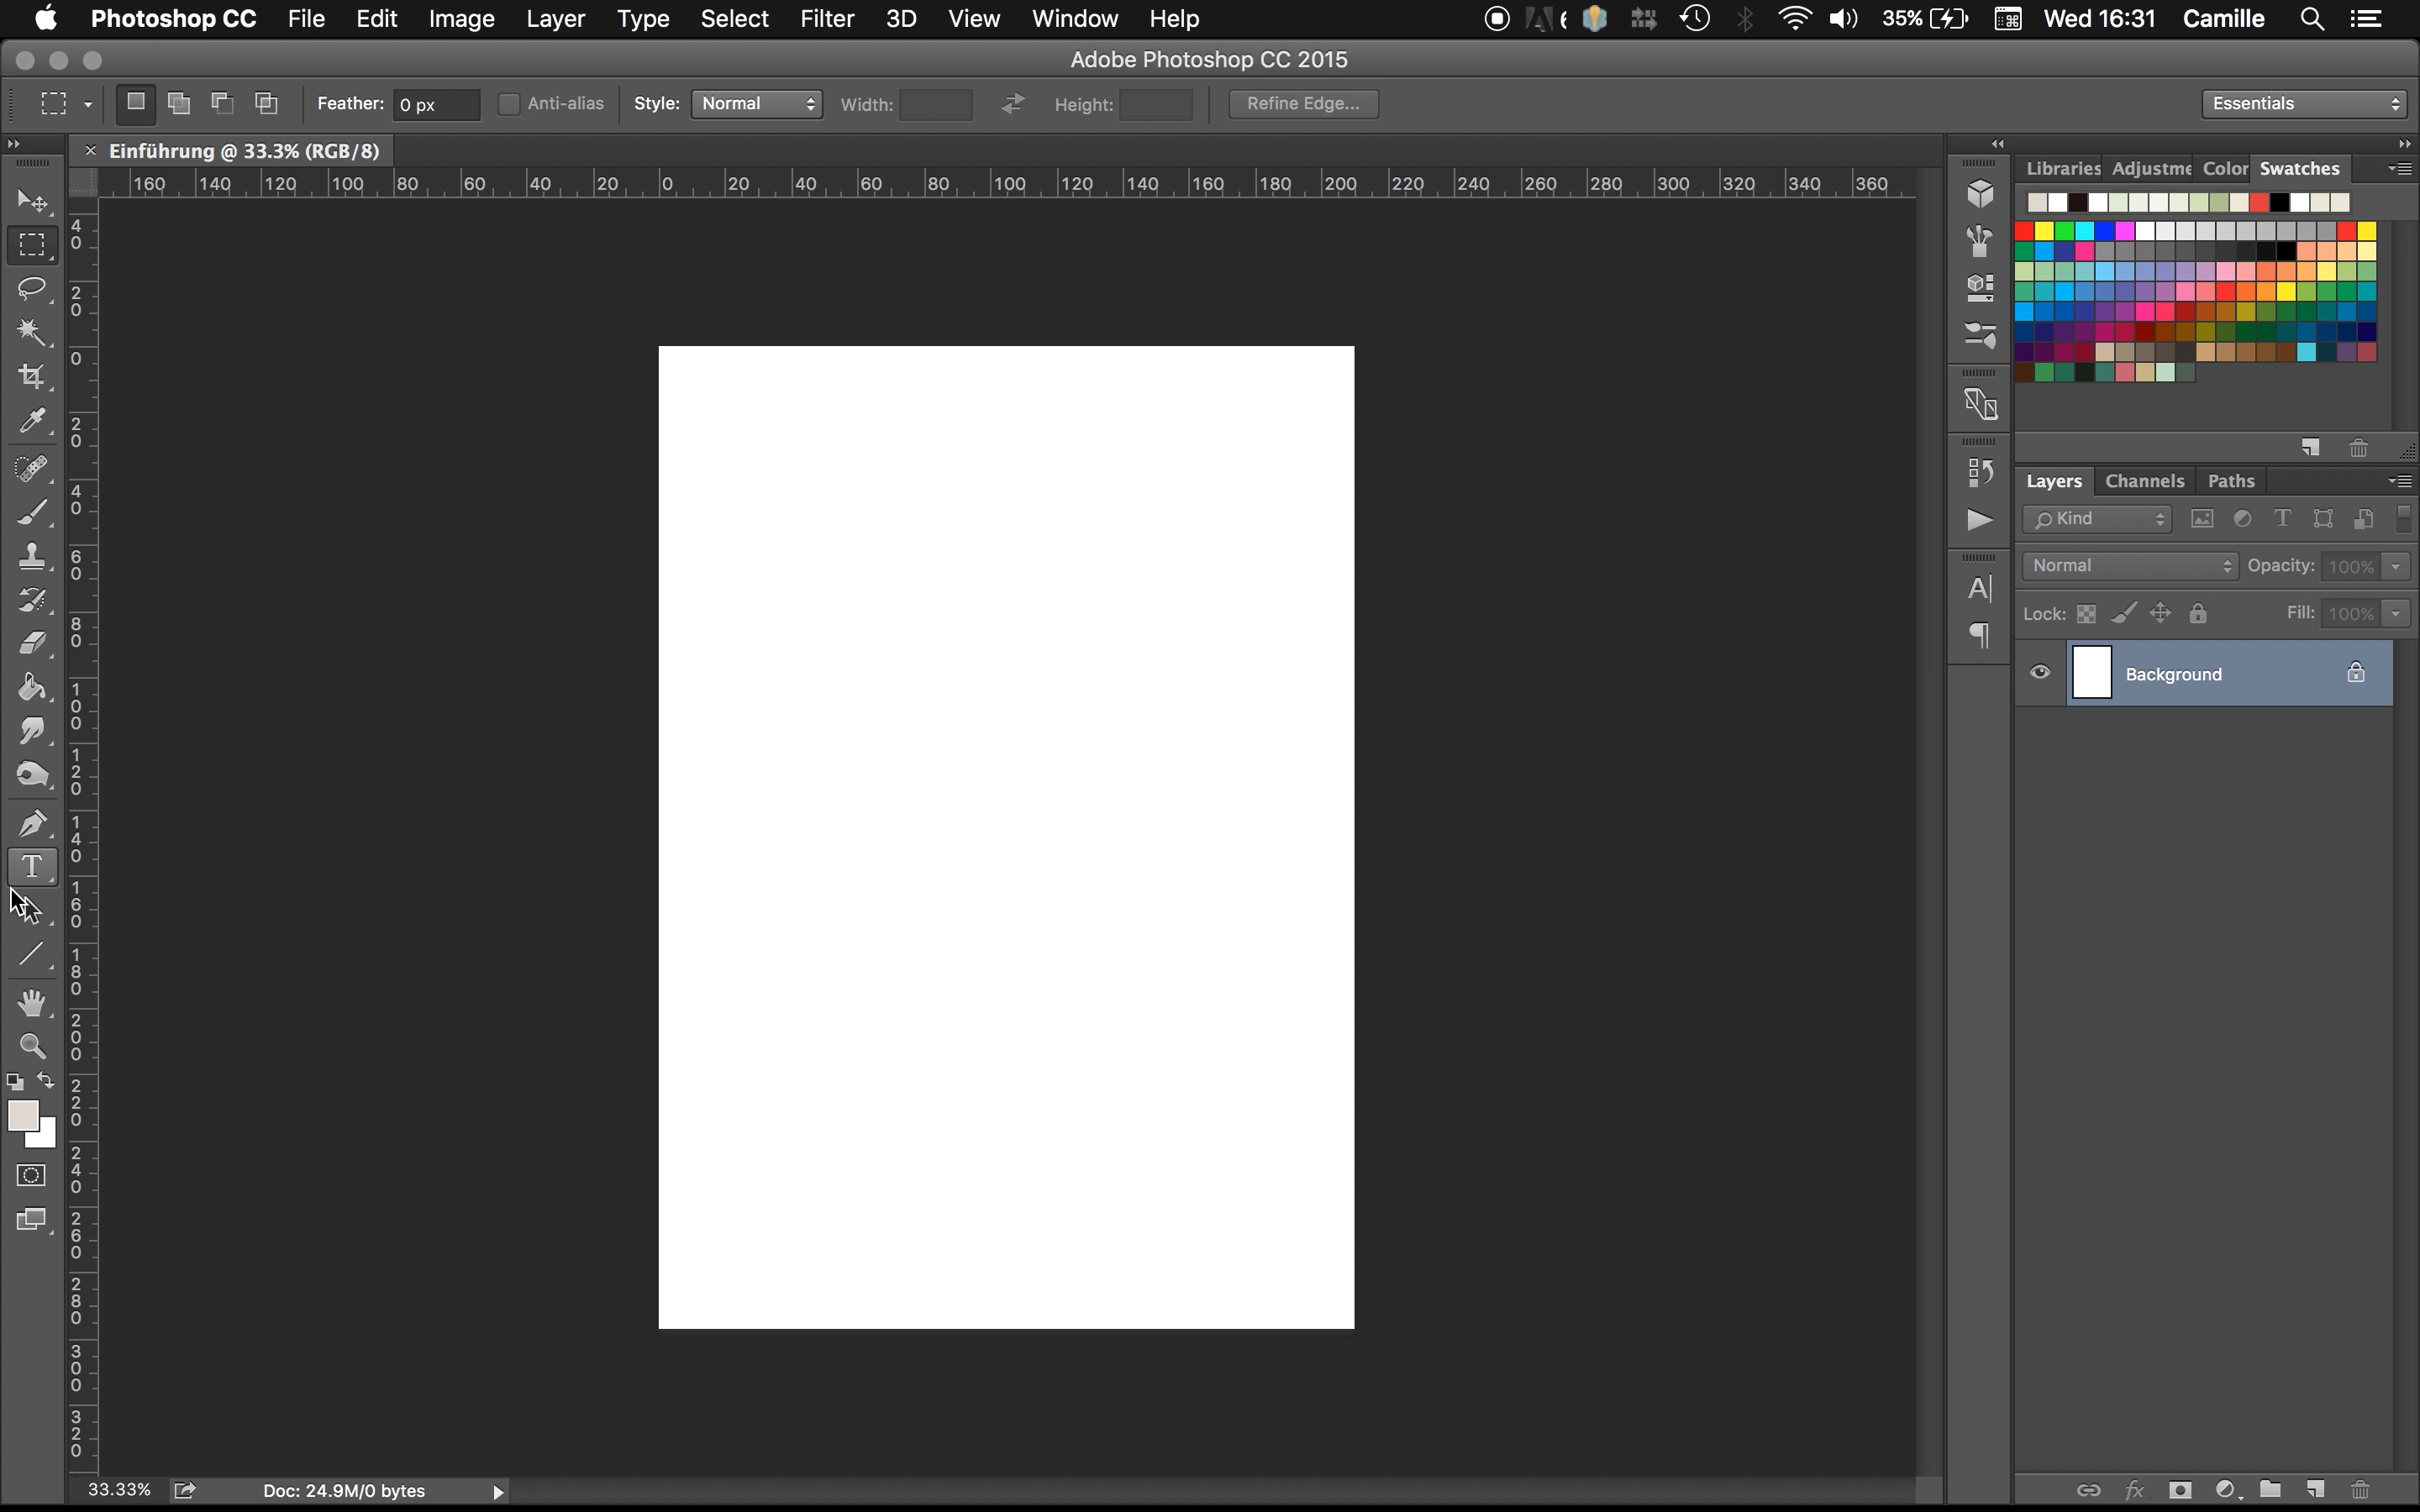 Photoshop CC File Edit Image Layer Type Select Filter 3D View Window Help 35% Wed 16:31 Camille
Adobe Photoshop CC 2015
Feather: 0 px Anti-alias Style: Normal Width: Height: Refine Edge... Essentials
Einführung @ 33.3% (RGB/8)
160 140 120 100 80 60 40 20 0 20 40 60 80 100 120 140 160 180 200 220 240 260 280 300 320 340 360
40
20
0
20
40
60
80
100
120
140
160
180
200
220
240
260
280
300
320
Libraries Adjustme Color Swatches
Layers Channels Paths
Kind
Normal Opacity: 100%
Lock: Fill: 100%
Background
33.33% Doc: 24.9M/0 bytes